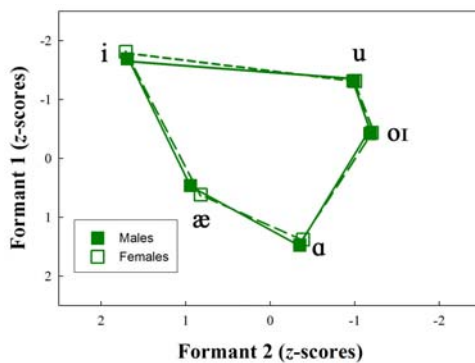 -2
i
u
-1
oɪ
0
æ
1
ɑ
2
Males
Females
2
1
0
-1
-2
Formant 1 (z-scores)
Formant 2 (z-scores)